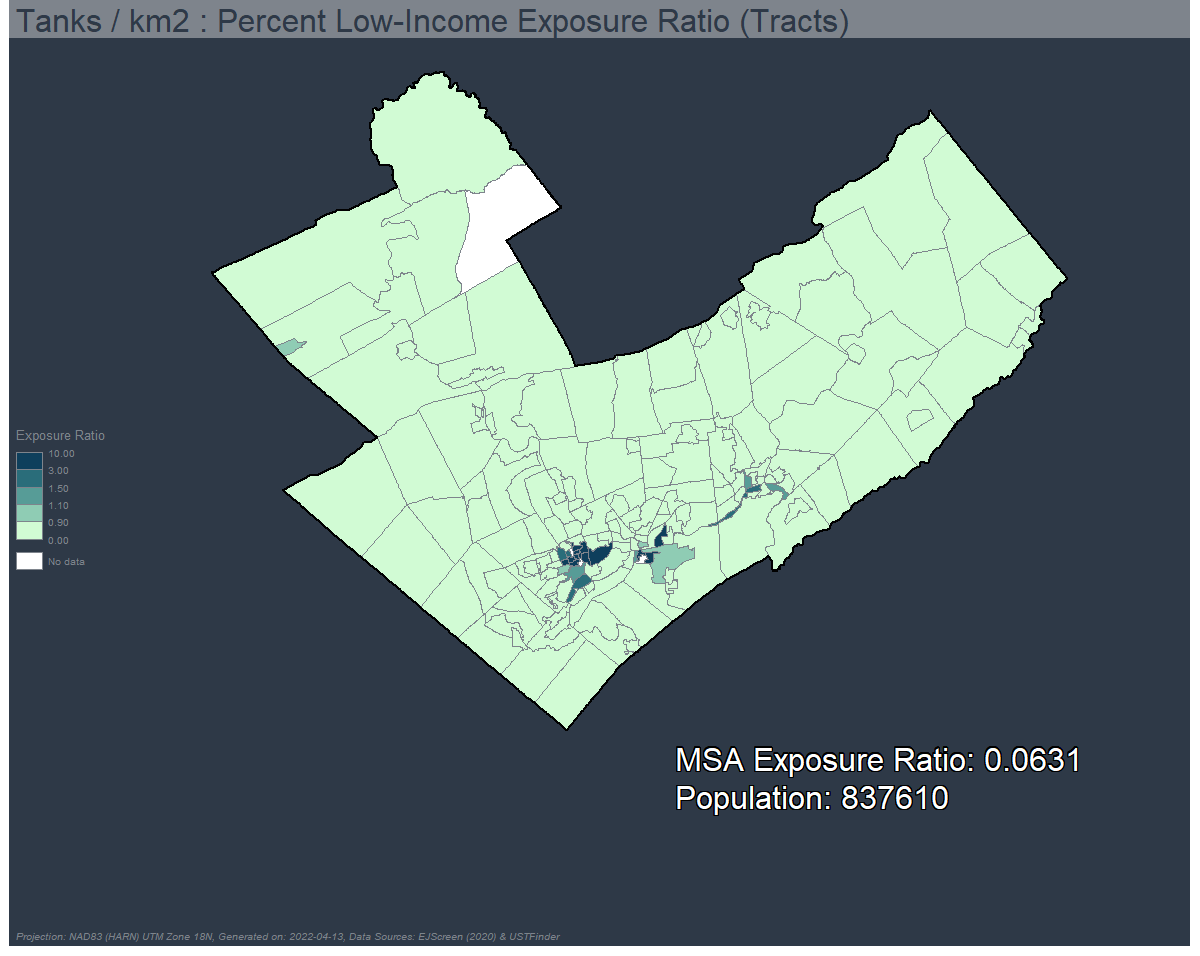 Tanks / km2 : Percent Low-Income Exposure Ratio (Tracts)
Exposure Ratio
10.00
3.00
1.50
1.10
0.90
0.00
No data
MSA Exposure Ratio: 0.0631
Population: 837610
Projection: NAD83 (HARN) UTM Zone 18N, Generated on: 2022-04-13, Data Sources: EJScreen (2020) & USTFinder